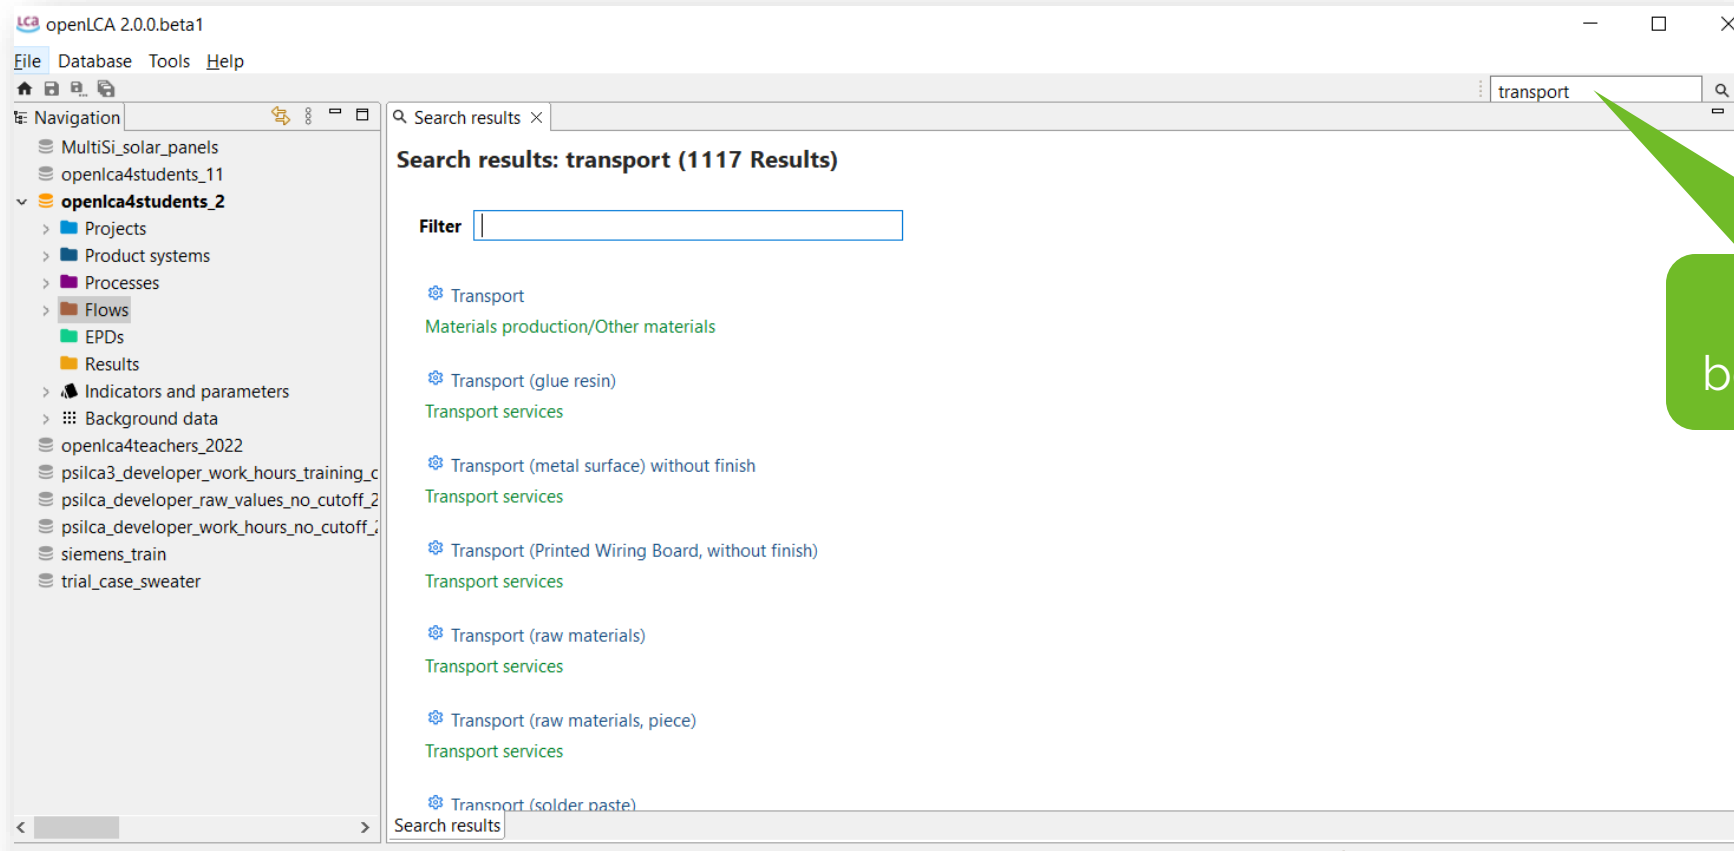 LCa openLCA 2.0.0.beta1
File Database Tools Help
transport
Navigation
Search results
MultiSi_solar_panels
openlca4students_11
openlca4students_2
Projects
Product systems
Processes
Flows
EPDs
Results
Indicators and parameters
Background data
openlca4teachers_2022
psilca3_developer_work_hours_training_c
psilca_developer_raw_values_no_cutoff_2
psilca_developer_work_hours_no_cutoff_2
siemens_train
trial_case_sweater
Search results: transport (1117 Results)
Filter
Transport
Materials production/Other materials
Transport (glue resin)
Transport services
Transport (metal surface) without finish
Transport services
Transport (Printed Wiring Board, without finish)
Transport services
Transport (raw materials)
Transport services
Transport (raw materials, piece)
Transport services
Transport (solder paste)
Search results